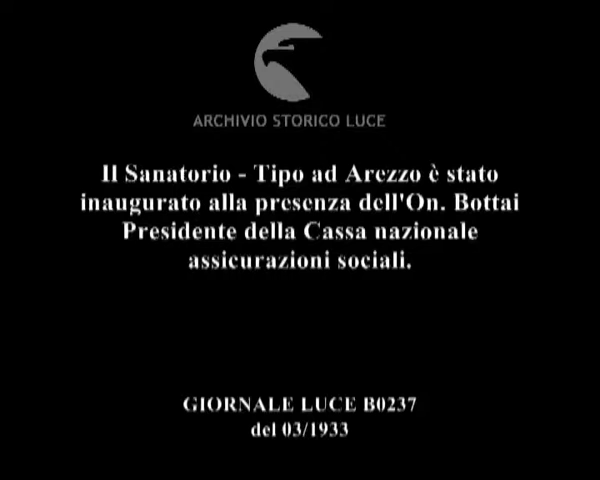 ARCHIVIO STORICO LUCE
Il Sanatorio - Tipo ad Arezzo è stato
inaugurato alla presenza dell'On. Bottai
Presidente della Cassa nazionale
assicurazioni sociali.
GIORNALE LUCE B0237
del 03/1933